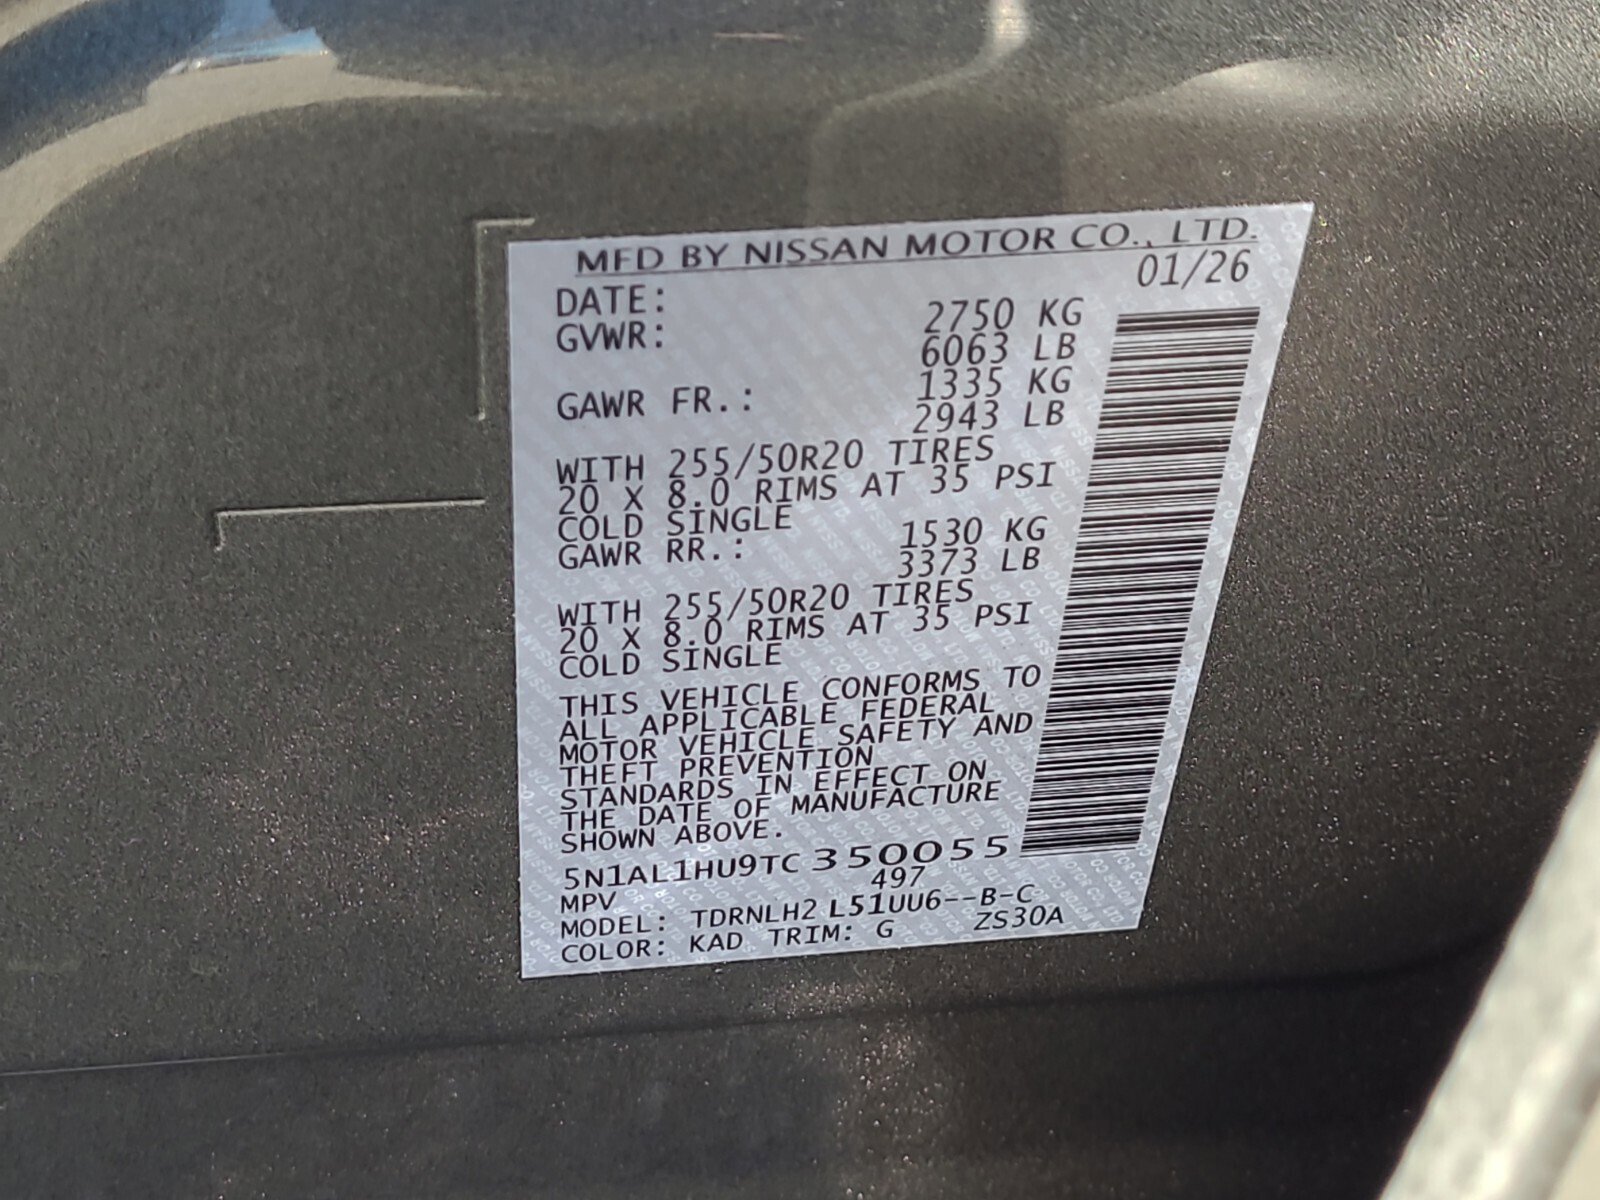 MFD BY NISSAN MOTOR CO., LTD.
DATE: 01/26
GVWR: 2750 KG
6063 LB
GAWR FR.: 1335 KG
2943 LB
WITH 255/50R20 TIRES
20 X 8.0 RIMS AT 35 PSI
COLD SINGLE
GAWR RR.: 1530 KG
3373 LB
WITH 255/50R20 TIRES
20 X 8.0 RIMS AT 35 PSI
COLD SINGLE
THIS VEHICLE CONFORMS TO
ALL APPLICABLE FEDERAL
MOTOR VEHICLE SAFETY AND
THEFT PREVENTION
STANDARDS IN EFFECT ON
THE DATE OF MANUFACTURE
SHOWN ABOVE.
5N1AL1HU9TC 350055
MPV 497
MODEL: TDRNLH2 L51UU6--B-C
COLOR: KAD TRIM: G ZS30A